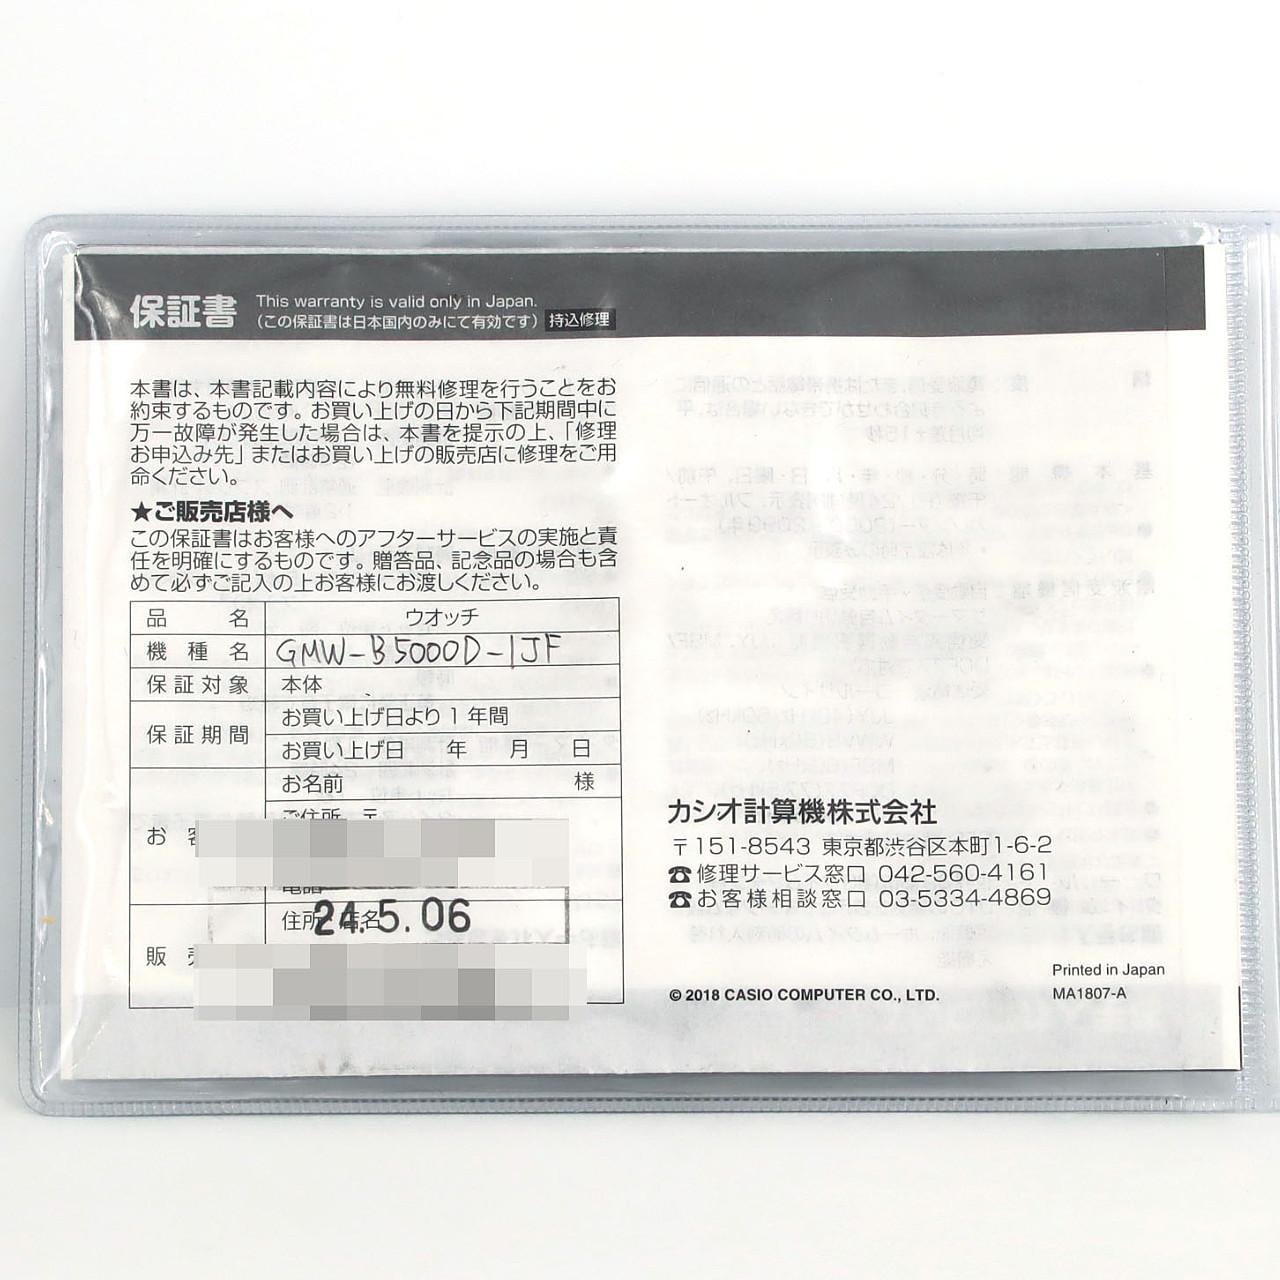 保証書
This warranty is valid only in Japan.
(この保証書は日本国内のみにて有効です) 持込修理
本書は、本書記載内容により無料修理を行うことをお
約束するものです。お買い上げの日から下記期間中に
万一故障が発生した場合は、本書を提示の上、「修理
お申込み先」またはお買い上げの販売店に修理をご用
命ください。
★ご販売店様へ
この保証書はお客様へのアフターサービスの実施と責
任を明確にするものです。贈答品、記念品の場合も含
めて必ずご記入の上お客様にお渡しください。
品名 ウオッチ
機種名 GMW-B5000D-1JF
保証対象 本体
保証期間 お買い上げ日より1年間
お買い上げ日 年 月 日
お名前 様
ご住所 〒
お客
電話
住所 店名
24.5.06
販売
カシオ計算機株式会社
〒151-8543 東京都渋谷区本町1-6-2
☎修理サービス窓口 042-560-4161
☎お客様相談窓口 03-5334-4869
Printed in Japan
© 2018 CASIO COMPUTER CO., LTD.
MA1807-A